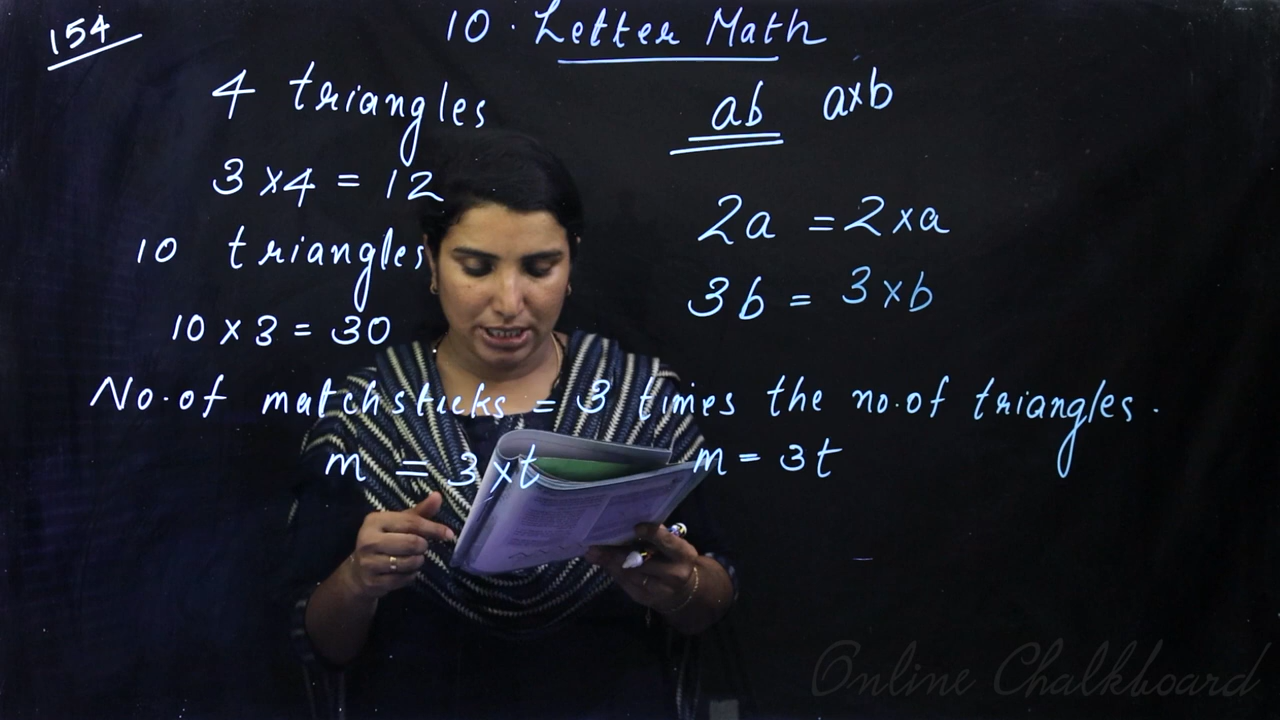 154
10. Letter Math
4 triangles
3 x 4 = 12
10 triangles
10 x 3 = 30
ab axb
2a = 2xa
3b = 3xb
No.of matchsticks = 3 times the no.of triangles.
m = 3xt m = 3t
Online Chalkboard